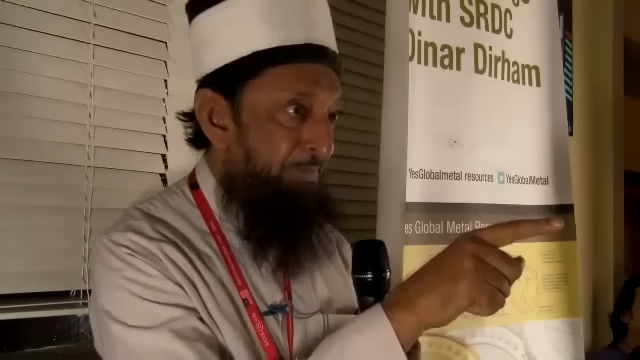 with SRDC
Dinar Dirham
YesGlobalmetal resources YesGlobalMetal
es Global Metal Re